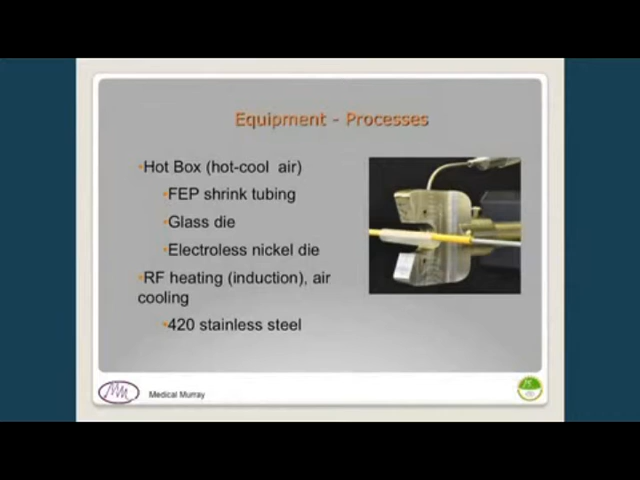 Equipment - Processes
•Hot Box (hot-cool air)
•FEP shrink tubing
•Glass die
•Electroless nickel die
•RF heating (induction), air
cooling
•420 stainless steel
MM
Medical Murray